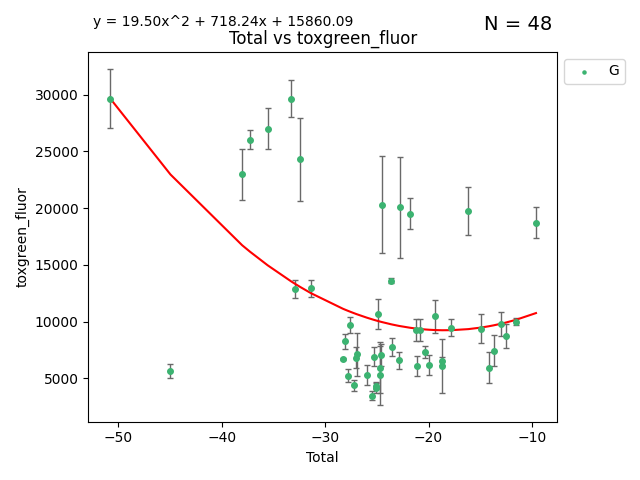 y = 19.50x^2 + 718.24x + 15860.09
N = 48
Total vs toxgreen_fluor
G
30000
25000
20000
15000
10000
5000
toxgreen_fluor
−50
−40
−30
−20
−10
Total